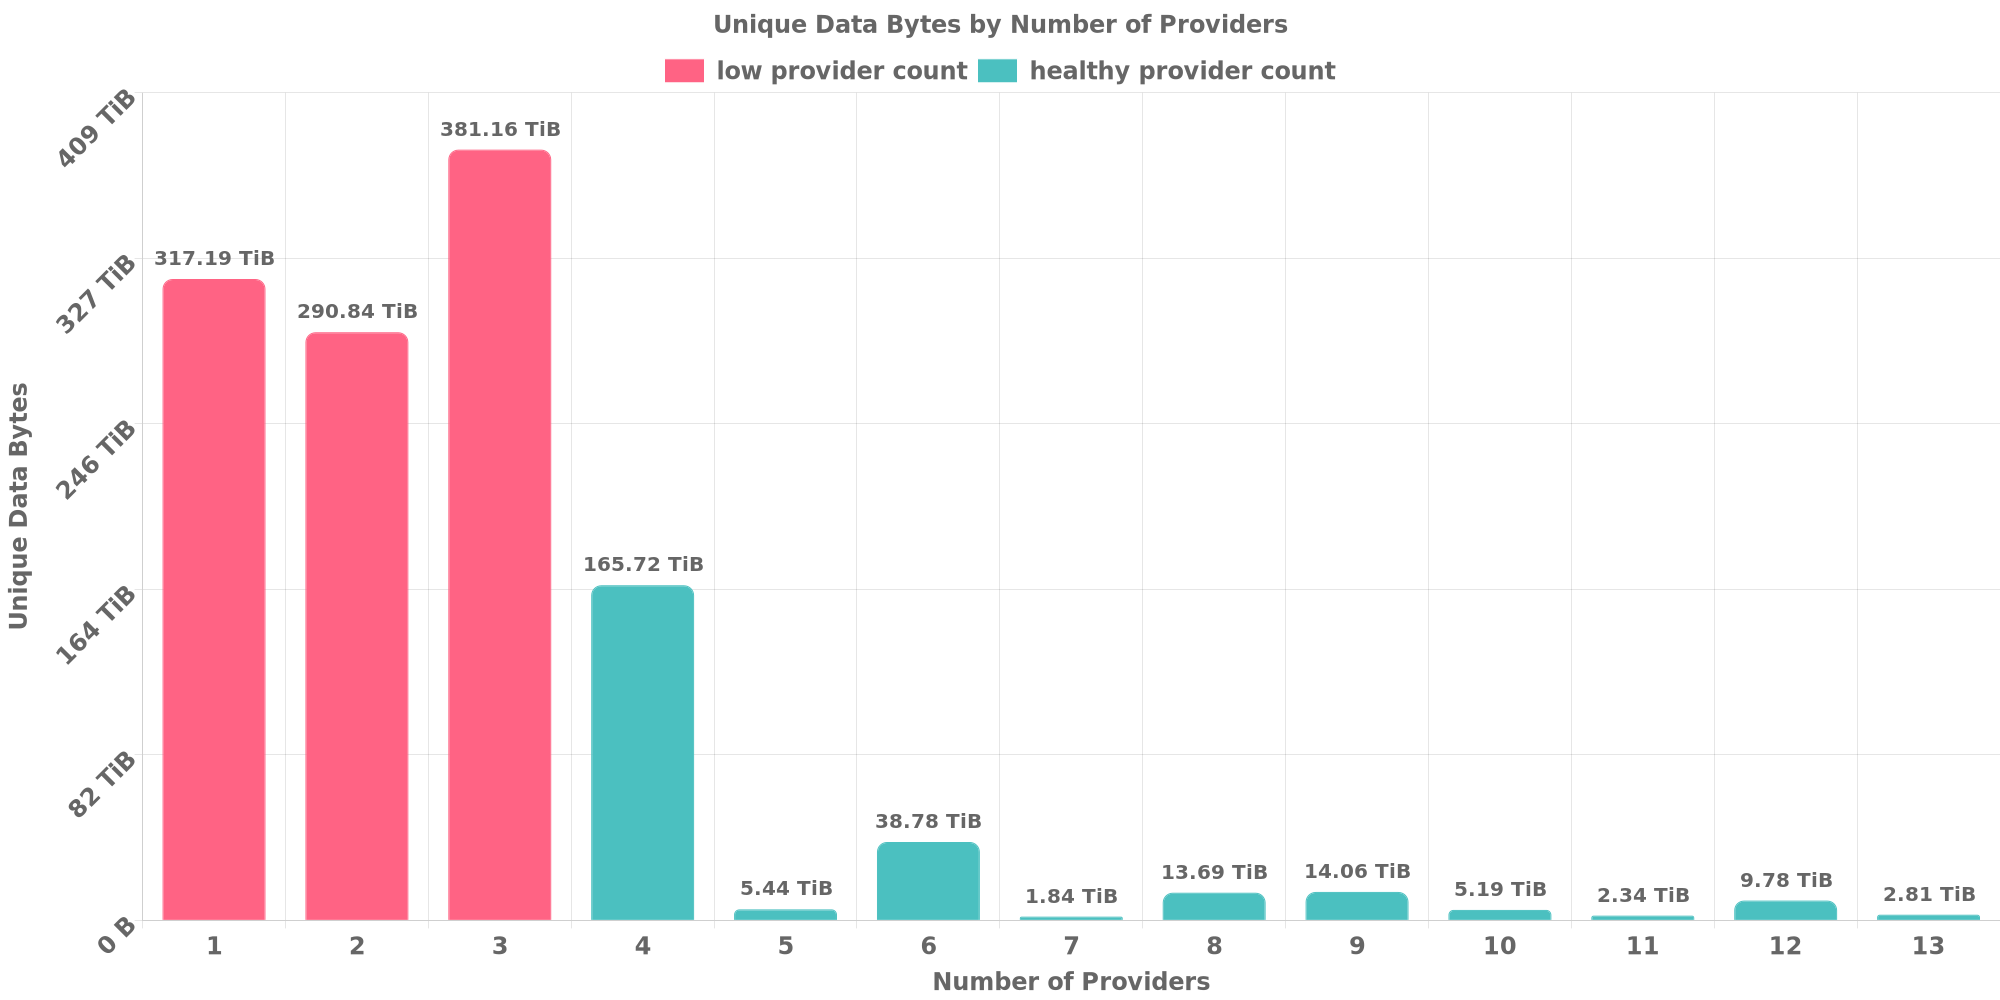 Unique Data Bytes by Number of Providers
low provider count healthy provider count
409 TiB
327 TiB
246 TiB
164 TiB
82 TiB
0 B
Unique Data Bytes
317.19 TiB
290.84 TiB
381.16 TiB
165.72 TiB
5.44 TiB
38.78 TiB
1.84 TiB
13.69 TiB
14.06 TiB
5.19 TiB
2.34 TiB
9.78 TiB
2.81 TiB
1 2 3 4 5 6 7 8 9 10 11 12 13
Number of Providers